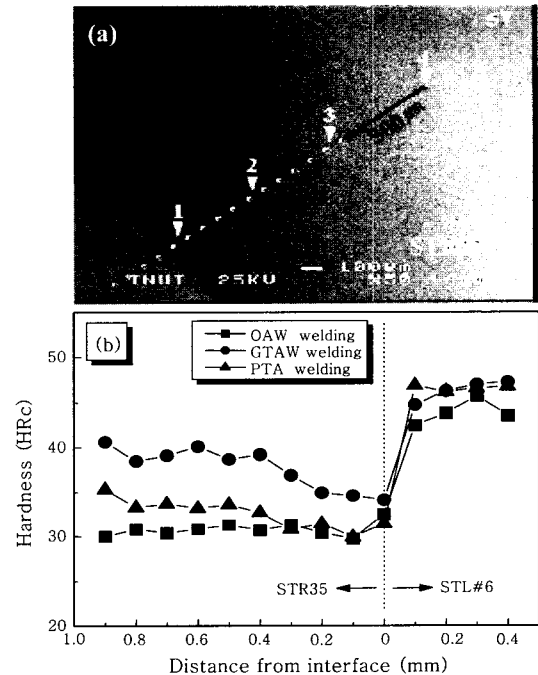 (a)
3
2
1
TNUT 25KU 100µm
(b)
OAW welding
GTAW welding
PTA welding
50
40
30
20
Hardness (HRc)
STR35
STL#6
1.0 0.8 0.6 0.4 0.2 0 0.2 0.4
Distance from interface (mm)